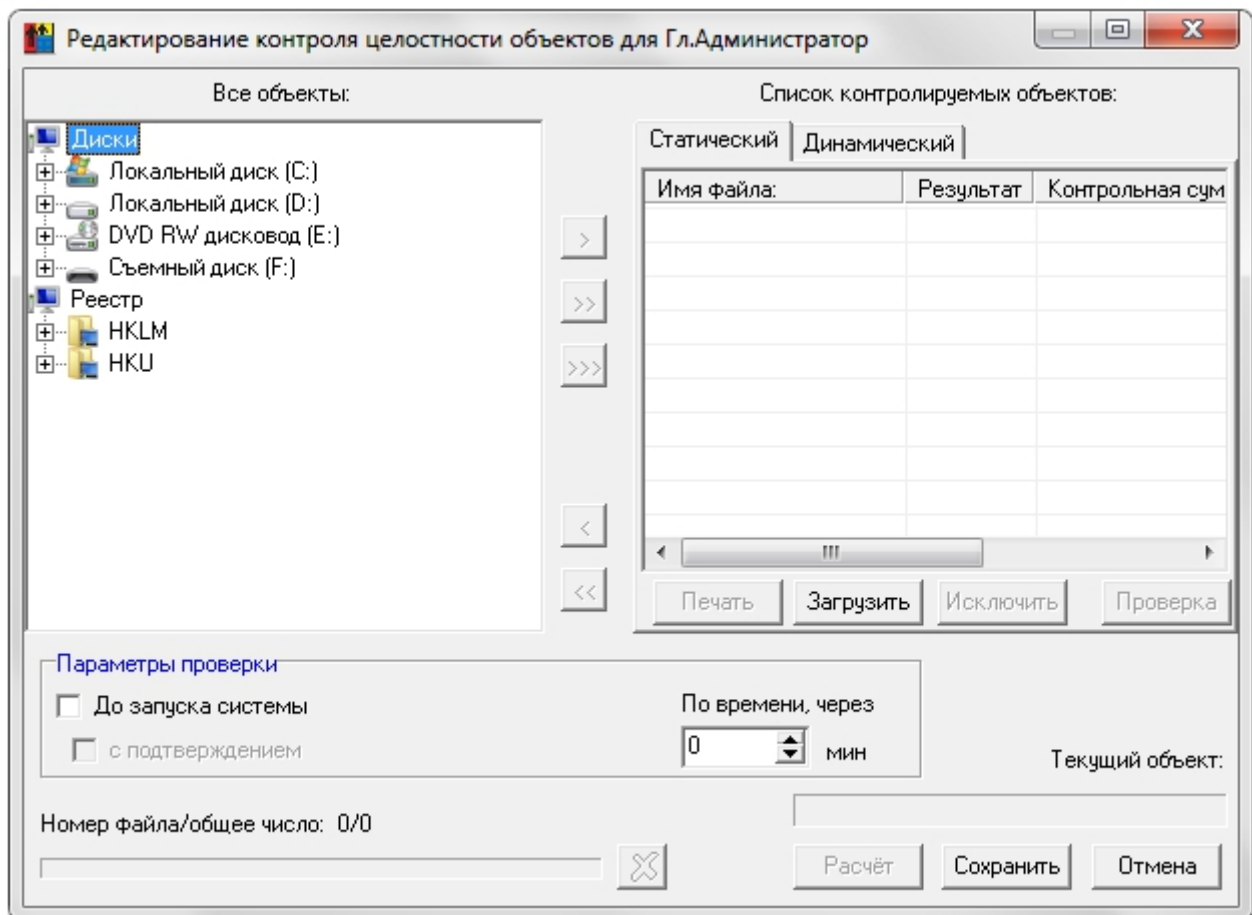 Редактирование контроля целостности объектов для Гл.Администратор
Все объекты:
Список контролируемых объектов:
Диски
Локальный диск (C:)
Локальный диск (D:)
DVD RW дисковод (E:)
Съемный диск (F:)
Реестр
HKLM
HKU
>
>>
>>>
<
<<
Статический Динамический
Имя файла: Результат Контрольная сум
Печать Загрузить Исключить Проверка
Параметры проверки
До запуска системы
с подтверждением
По времени, через
0 мин
Текущий объект:
Номер файла/общее число: 0/0
Расчёт Сохранить Отмена